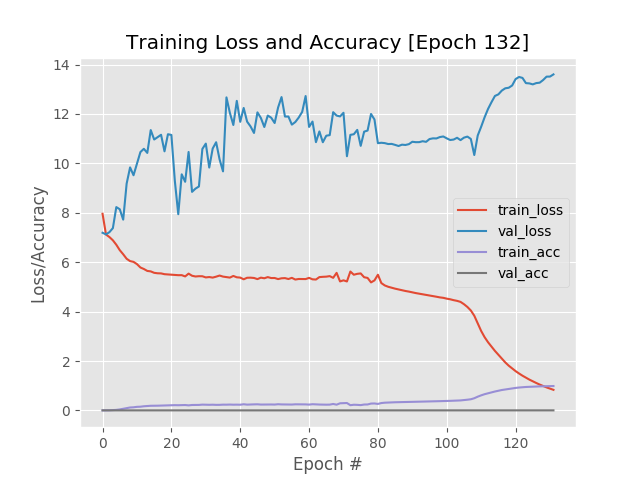 Training Loss and Accuracy [Epoch 132]
Loss/Accuracy
14
12
10
8
6
4
2
0
train_loss
val_loss
train_acc
val_acc
0 20 40 60 80 100 120
Epoch #